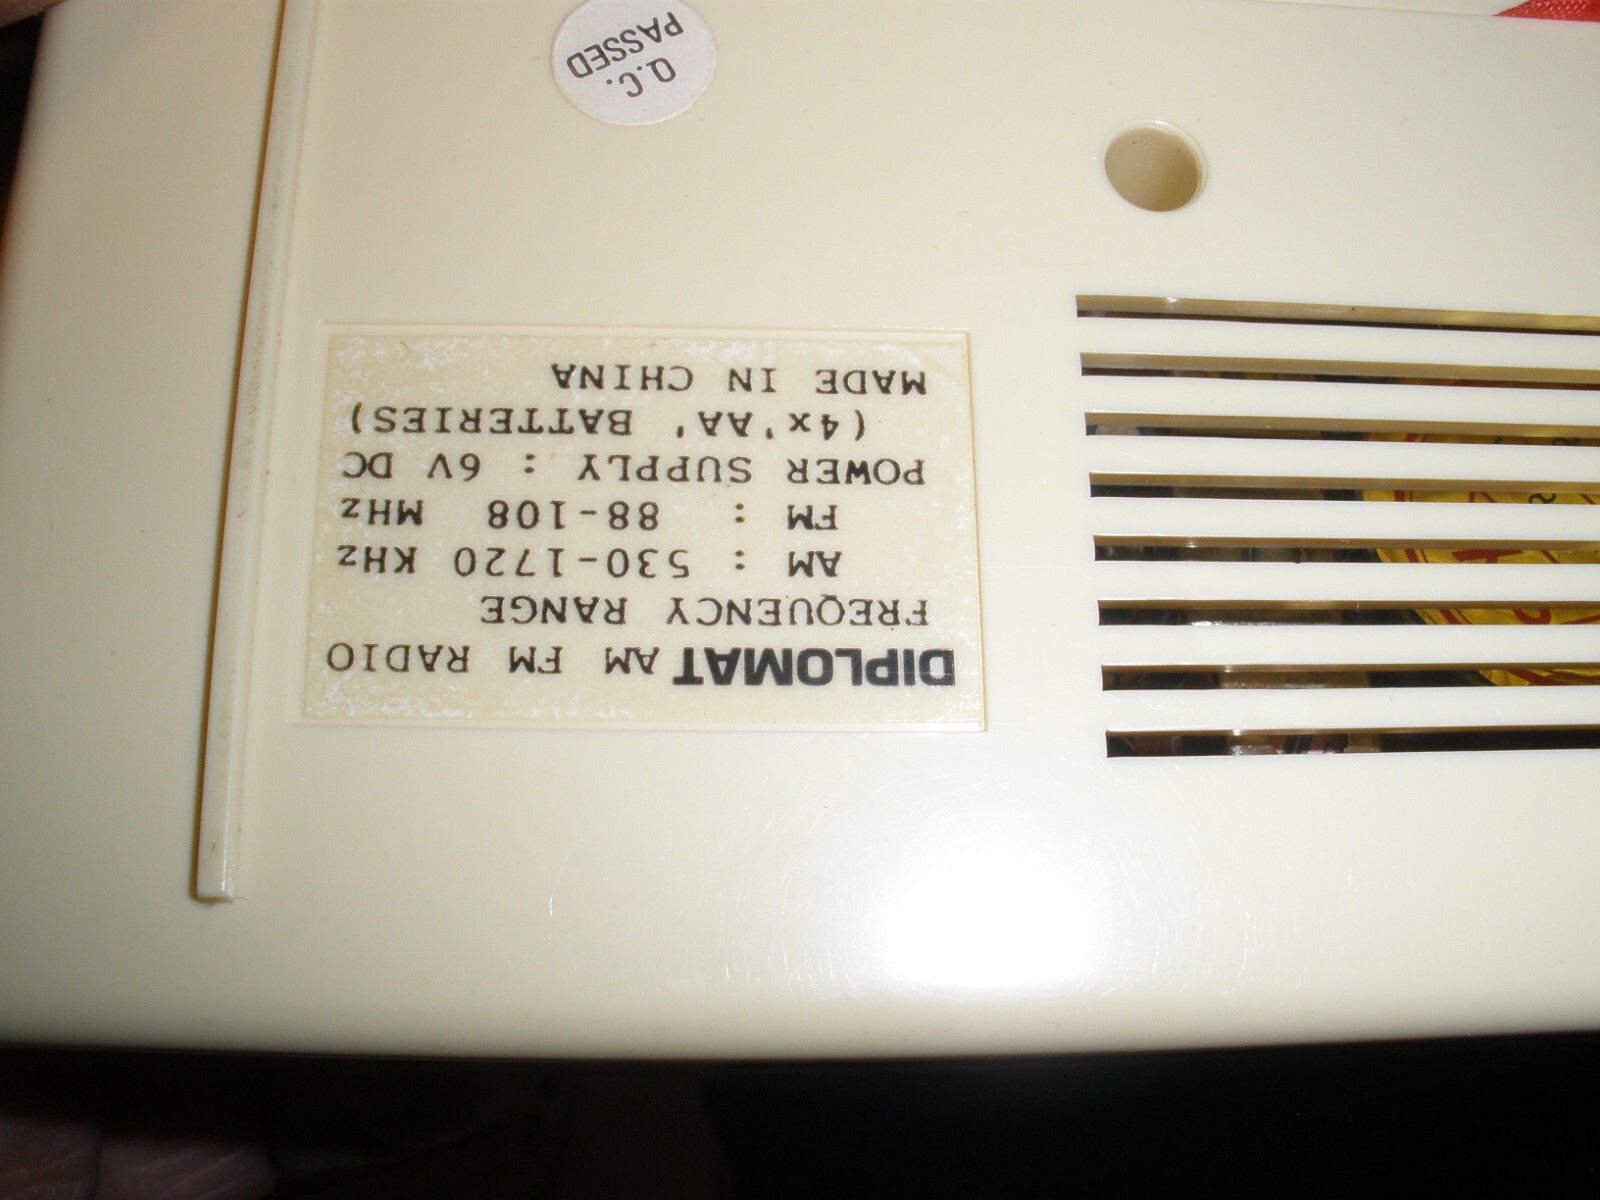 DIPLOMAT AM FM RADIO
FREQUENCY RANGE
AM : 530-1720 KHz
FM : 88-108 MHz
POWER SUPPLY : 6V DC
(4x'AA' BATTERIES)
MADE IN CHINA
Q.C.
PASSED